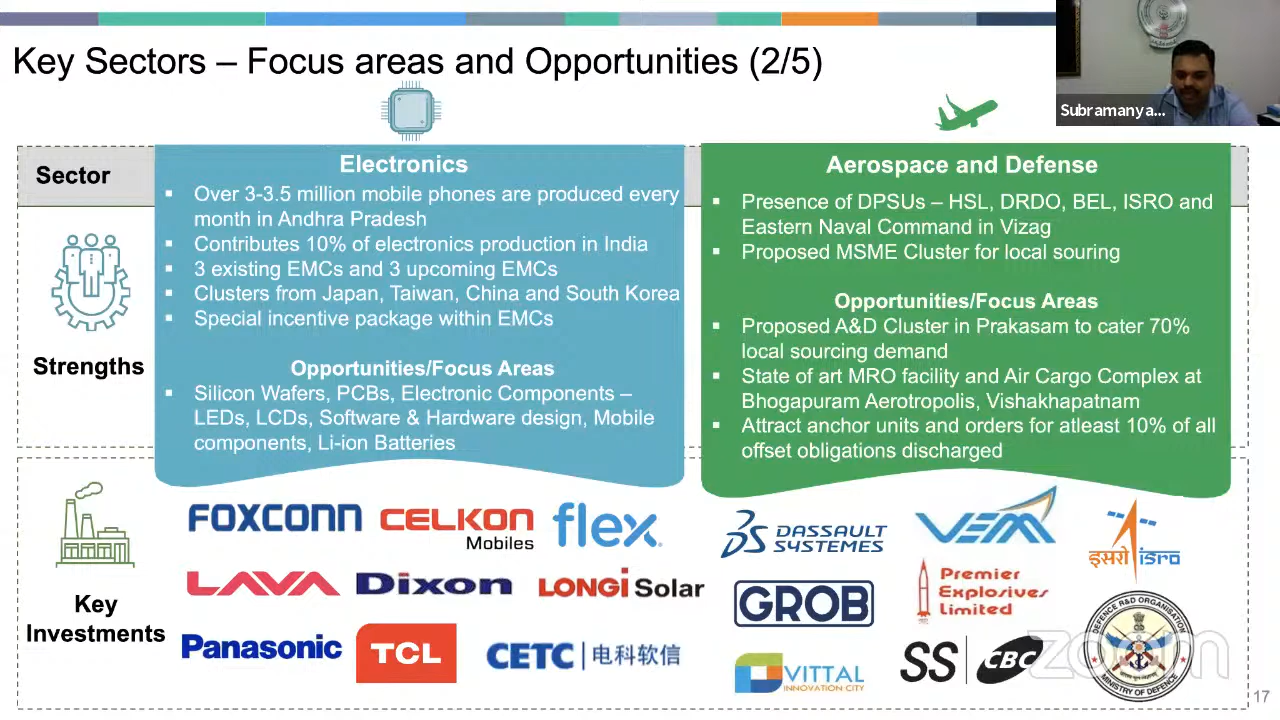 Key Sectors – Focus areas and Opportunities (2/5)
Subramanya...
Sector
Electronics
▪ Over 3-3.5 million mobile phones are produced every
month in Andhra Pradesh
▪ Contributes 10% of electronics production in India
▪ 3 existing EMCs and 3 upcoming EMCs
▪ Clusters from Japan, Taiwan, China and South Korea
▪ Special incentive package within EMCs
Opportunities/Focus Areas
▪ Silicon Wafers, PCBs, Electronic Components –
LEDs, LCDs, Software & Hardware design, Mobile
components, Li-ion Batteries
Aerospace and Defense
▪ Presence of DPSUs – HSL, DRDO, BEL, ISRO and
Eastern Naval Command in Vizag
▪ Proposed MSME Cluster for local souring
Opportunities/Focus Areas
▪ Proposed A&D Cluster in Prakasam to cater 70%
local sourcing demand
▪ State of art MRO facility and Air Cargo Complex at
Bhogapuram Aerotropolis, Vishakhapatnam
▪ Attract anchor units and orders for atleast 10% of all
offset obligations discharged
Strengths
Key
Investments
FOXCONN
CELKON
Mobiles
flex
LAVA
Dixon
LONGi Solar
Panasonic
TCL
CETC 电科软信
DASSAULT
SYSTEMES
VEM
इसरो isro
GROB
Premier
Explosives
Limited
DEFENCE R&D ORGANISATION
MINISTRY OF DEFENCE
VITTAL
INNOVATION CITY
SS CBC
zoom
17